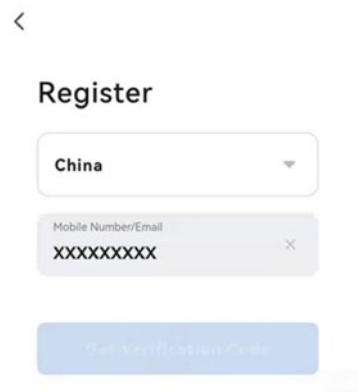 Register
China
Mobile Number/Email
XXXXXXXXX
Get Verification Code